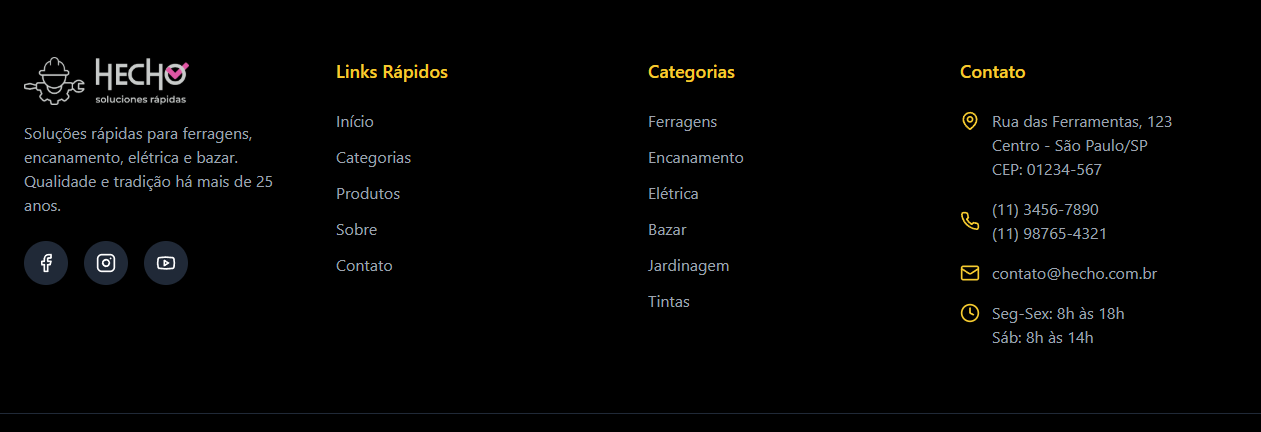 HECHO
soluciones rápidas
Soluções rápidas para ferragens,
encanamento, elétrica e bazar.
Qualidade e tradição há mais de 25
anos.
Links Rápidos
Início
Categorias
Produtos
Sobre
Contato
Categorias
Ferragens
Encanamento
Elétrica
Bazar
Jardinagem
Tintas
Contato
Rua das Ferramentas, 123
Centro - São Paulo/SP
CEP: 01234-567
(11) 3456-7890
(11) 98765-4321
contato@hecho.com.br
Seg-Sex: 8h às 18h
Sáb: 8h às 14h